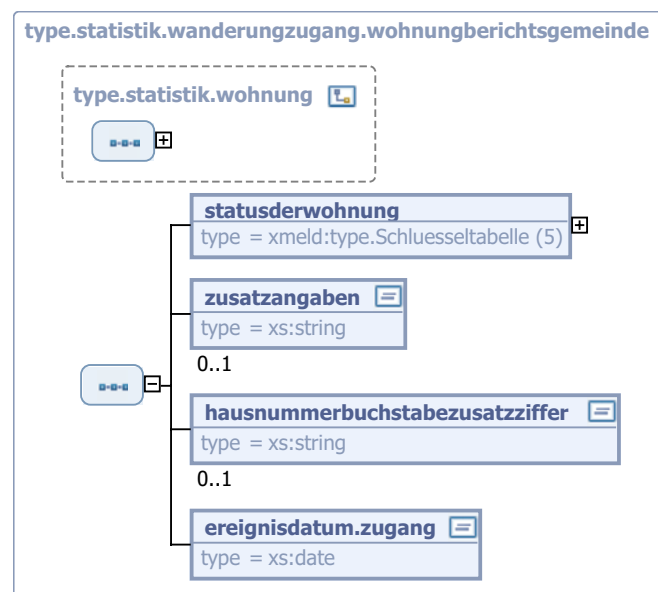 type.statistik.wanderungzugang.wohnungberichtsgemeinde
type.statistik.wohnung
statusderwohnung
type = xmeld:type.Schluesseltabelle (5)
zusatzangaben
type = xs:string
0..1
hausnummerbuchstabezusatzziffer
type = xs:string
0..1
ereignisdatum.zugang
type = xs:date